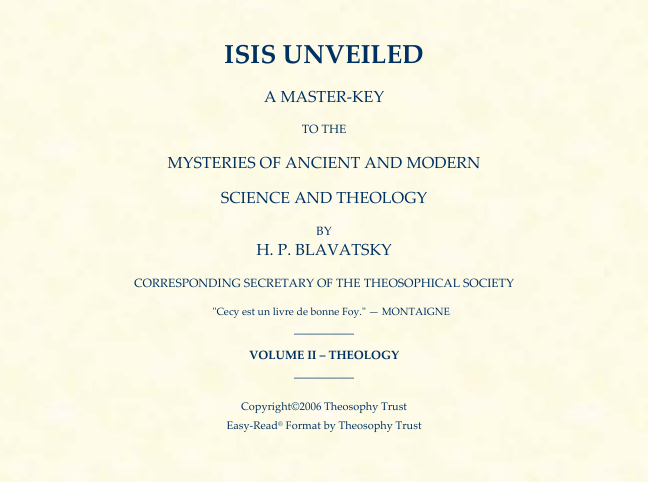 ISIS UNVEILED
A MASTER-KEY
TO THE
MYSTERIES OF ANCIENT AND MODERN
SCIENCE AND THEOLOGY
BY
H. P. BLAVATSKY
CORRESPONDING SECRETARY OF THE THEOSOPHICAL SOCIETY
"Cecy est un livre de bonne Foy." — MONTAIGNE
VOLUME II – THEOLOGY
Copyright©2006 Theosophy Trust
Easy-Read® Format by Theosophy Trust